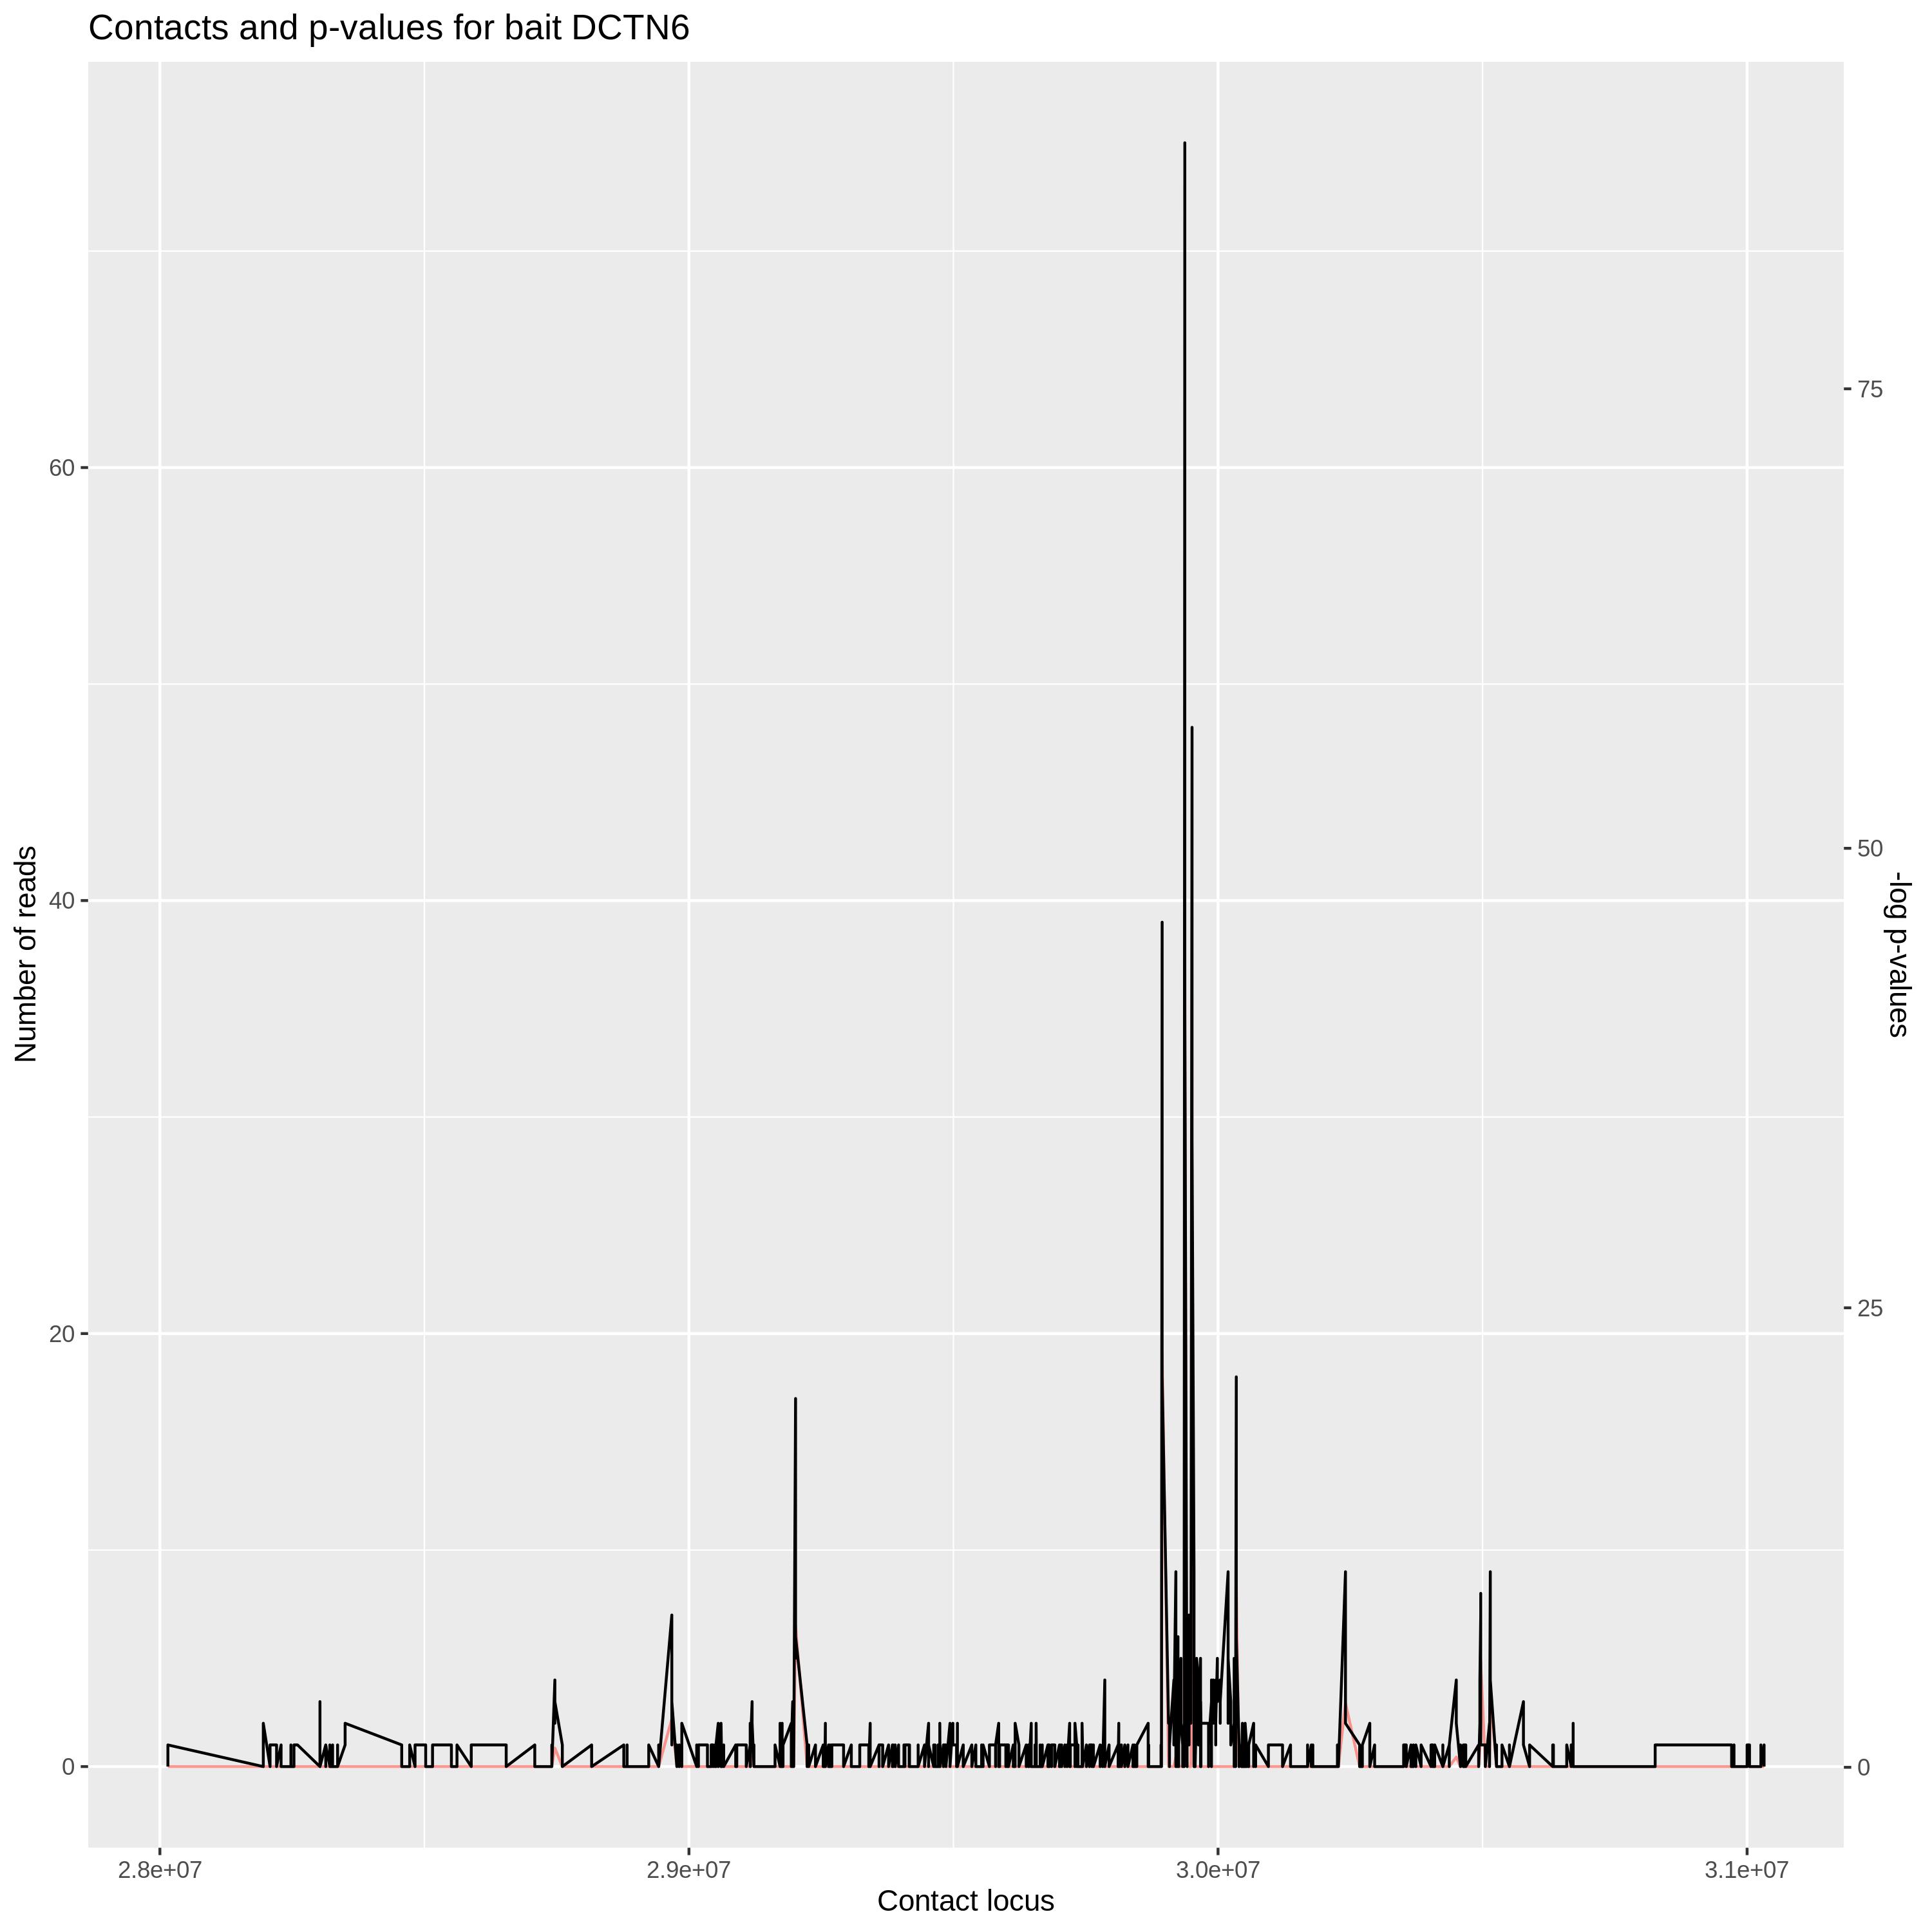 Contacts and p-values for bait DCTN6
Number of reads
60
40
20
0
75
50
25
0
-log p-values
2.8e+07
2.9e+07
3.0e+07
3.1e+07
Contact locus